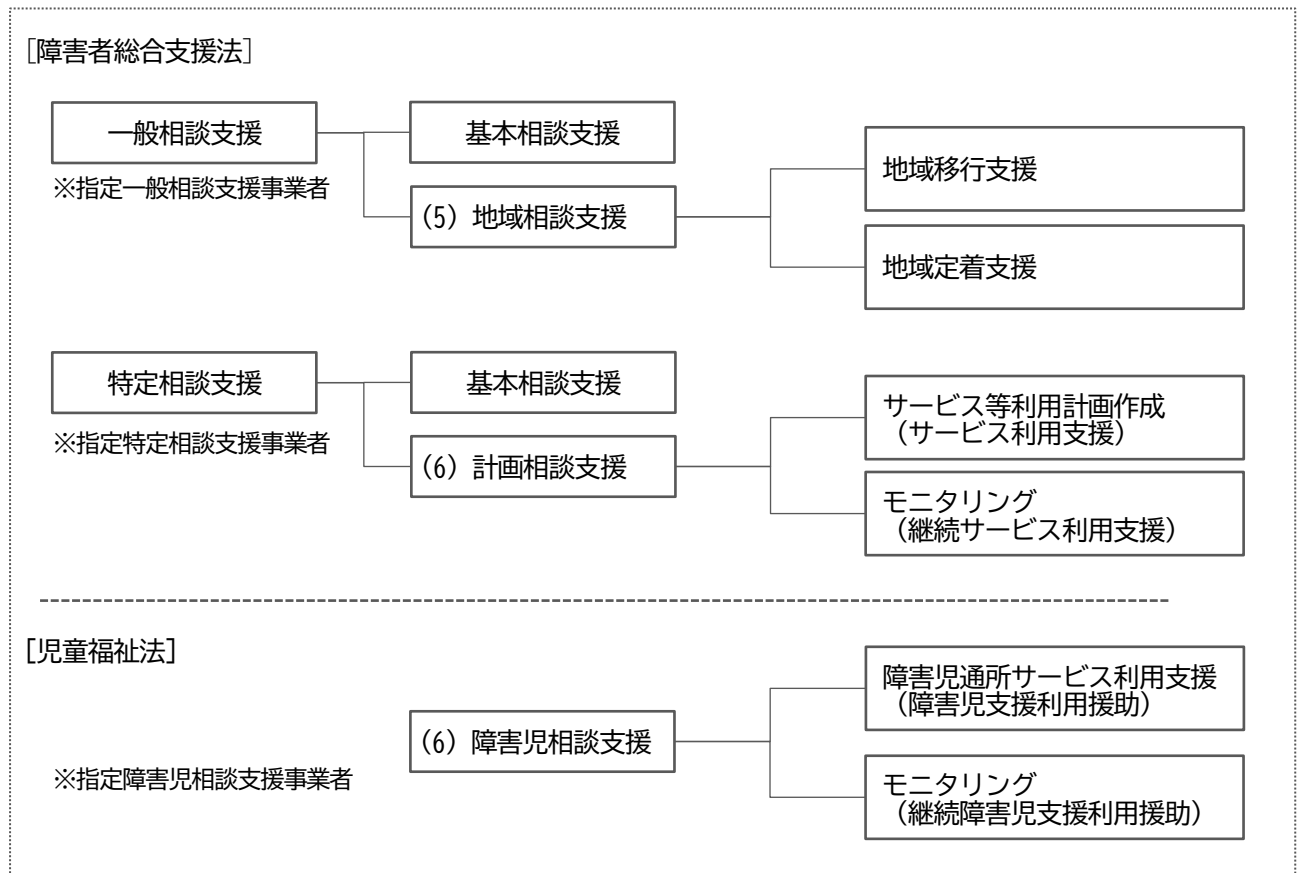 [障害者総合支援法]
一般相談支援
基本相談支援
地域移行支援
※指定一般相談支援事業者
(5) 地域相談支援
地域定着支援
特定相談支援
基本相談支援
サービス等利用計画作成
(サービス利用支援)
※指定特定相談支援事業者
(6) 計画相談支援
モニタリング
(継続サービス利用支援)
[児童福祉法]
障害児通所サービス利用支援
(障害児支援利用援助)
(6) 障害児相談支援
※指定障害児相談支援事業者
モニタリング
(継続障害児支援利用援助)